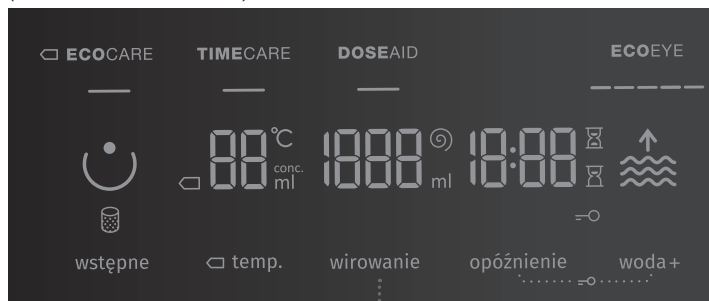 ECOCARE TIMECARE DOSEAID ECOEYE
88 °C 1888 18:88
conc.
ml ml
wstępne temp. wirowanie opóźnienie woda+